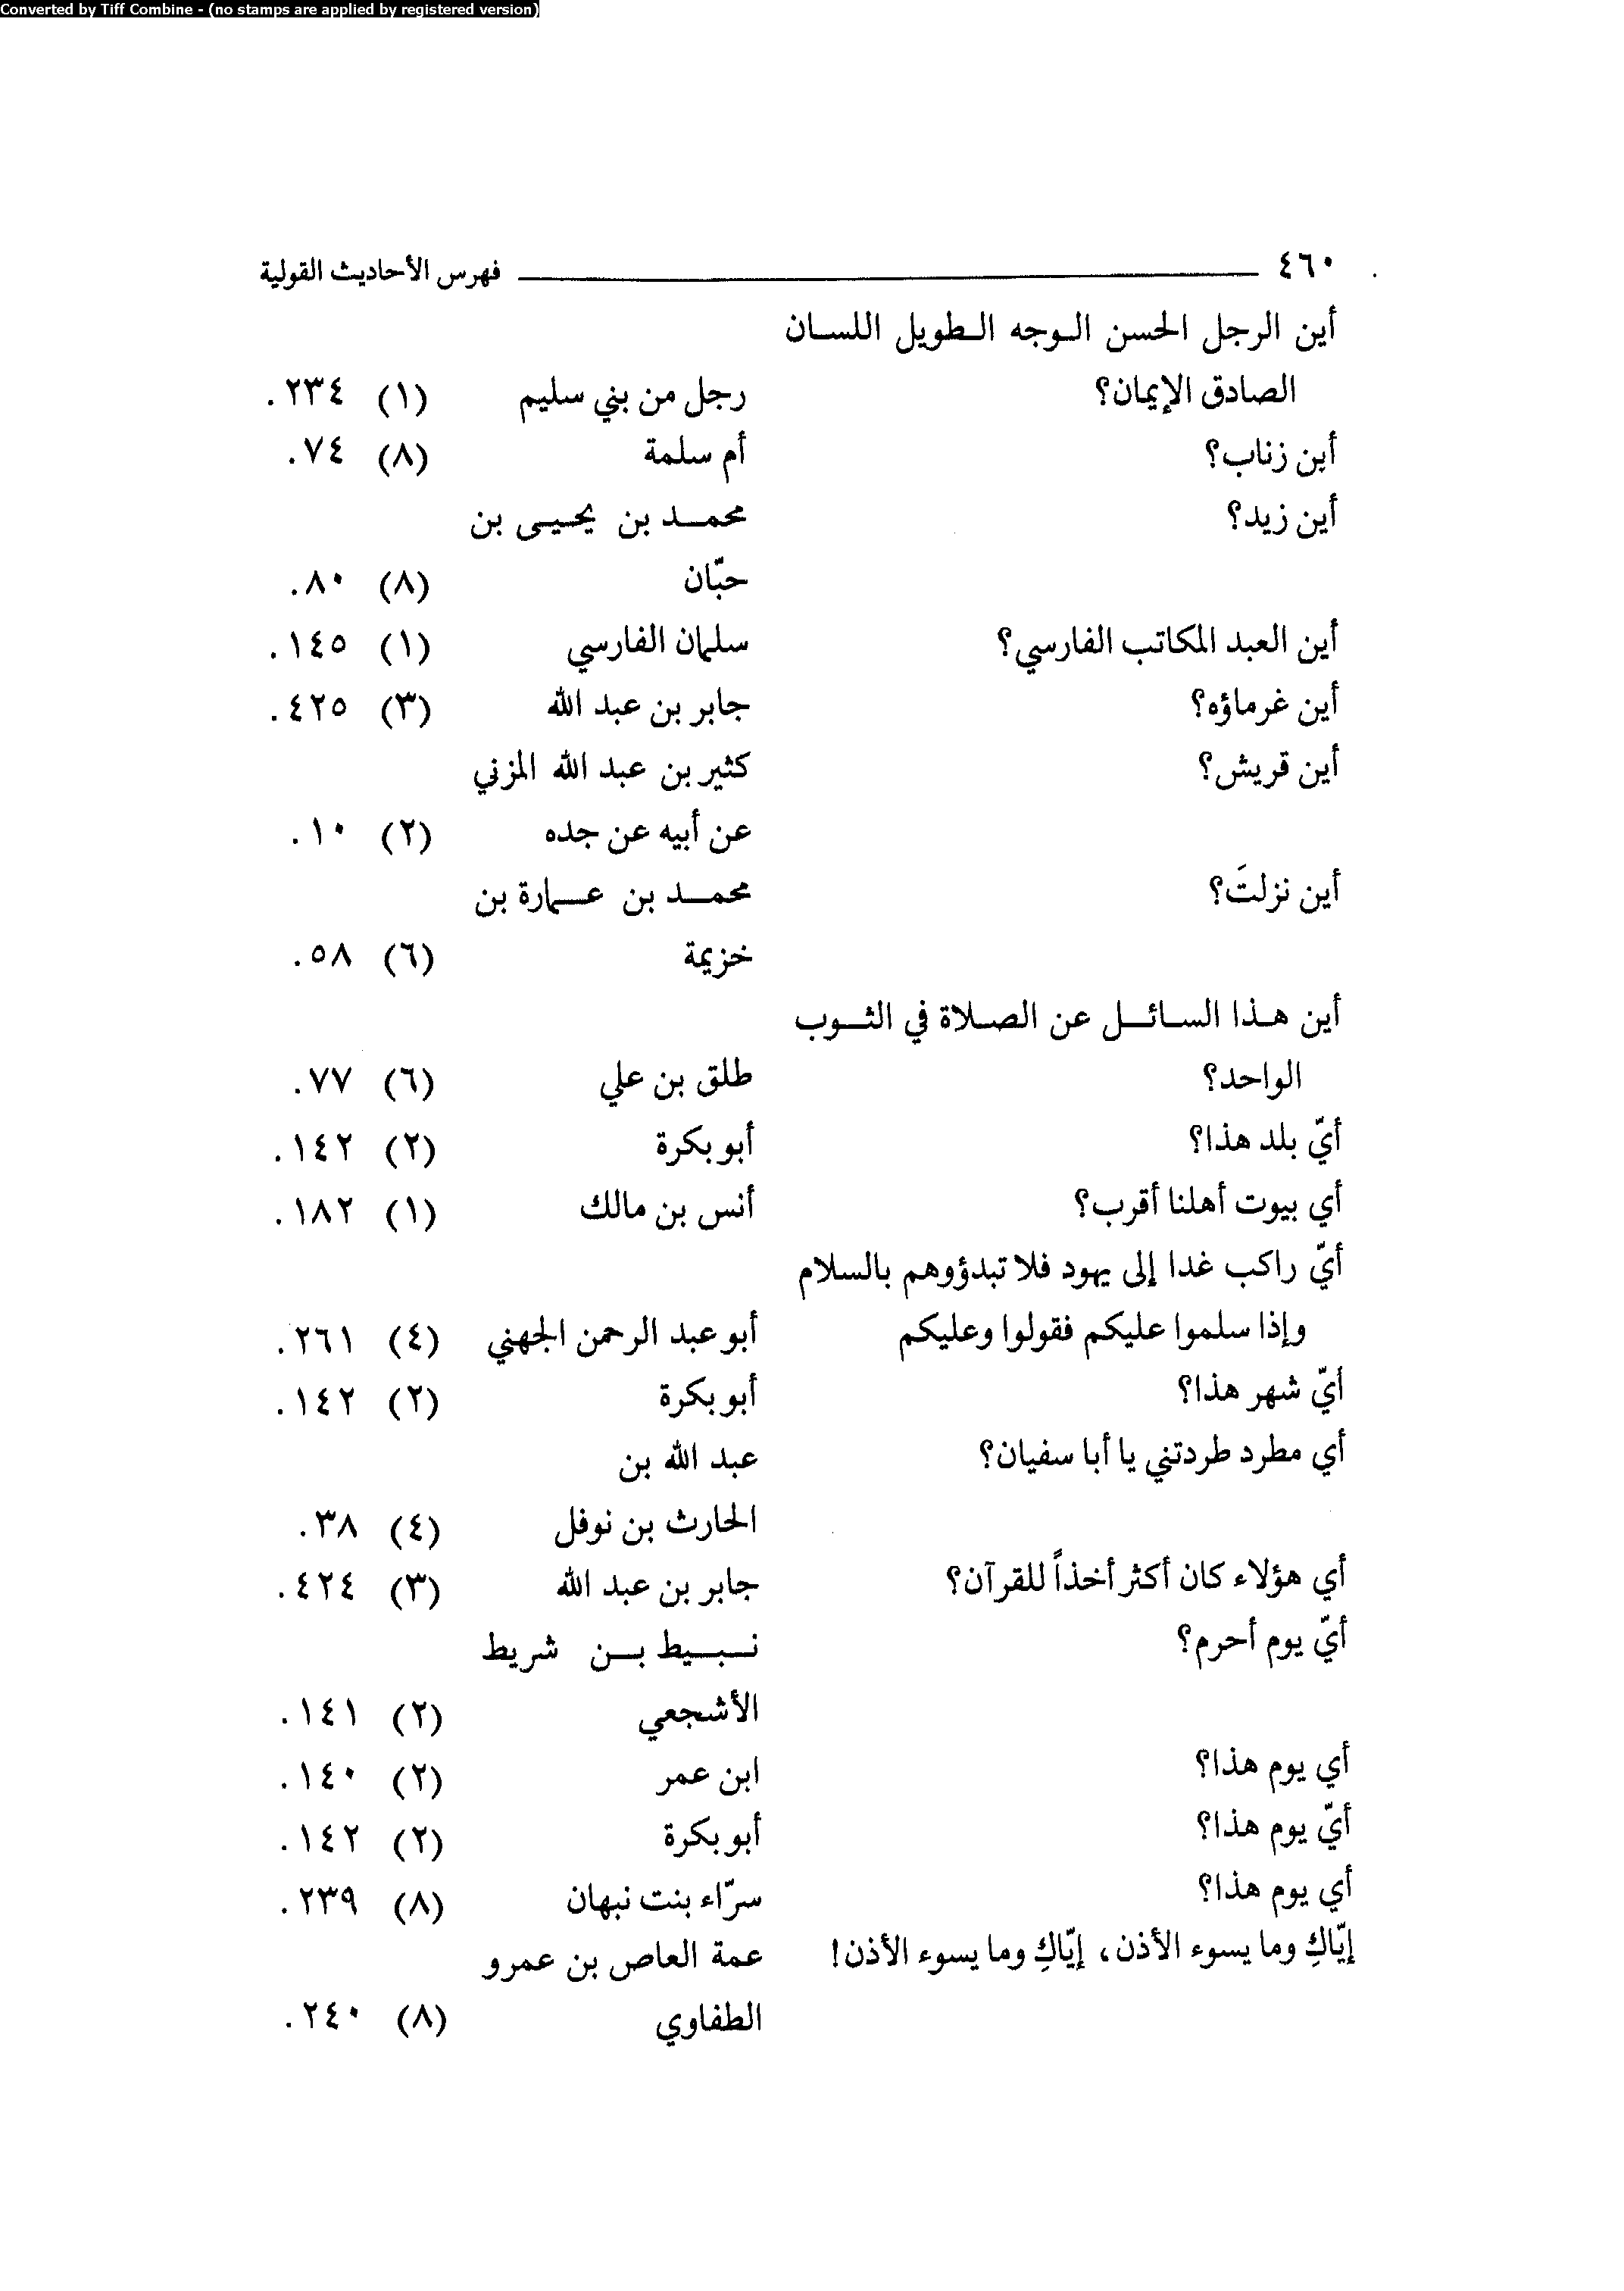 Converted by Tiff Combine - (no stamps are applied by registered version)
٤٦٠ فهرس الأحاديث القولية
أين الرجل الحسن الوجه الطويل اللسان
الصادق الإيمان؟ رجل من بني سليم (١) ٢٣٤.
أين زناب؟ أم سلمة (٨) ٧٤.
أين زيد؟ محمد بن يحيى بن
حبّان (٨) ٨٠.
أين العبد المكاتب الفارسي؟ سلمان الفارسي (١) ١٤٥.
أين غرماؤه؟ جابر بن عبد الله (٣) ٤٢٥.
أين قريش؟ كثير بن عبد الله المزني
عن أبيه عن جده (٢) ١٠.
أين نزلتَ؟ محمد بن عمارة بن
خزيمة (٦) ٥٨.
أين هذا السائل عن الصلاة في الثوب
الواحد؟ طلق بن علي (٦) ٧٧.
أيّ بلد هذا؟ أبو بكرة (٢) ١٤٢.
أي بيوت أهلنا أقرب؟ أنس بن مالك (١) ١٨٢.
أيّ راكب غدا إلى يهود فلا تبدؤوهم بالسلام
وإذا سلموا عليكم فقولوا وعليكم أبو عبد الرحمن الجهني (٤) ٢٦١.
أيّ شهر هذا؟ أبو بكرة (٢) ١٤٢.
أي مطرد طردتني يا أبا سفيان؟ عبد الله بن
الحارث بن نوفل (٤) ٣٨.
أي هؤلاء كان أكثر أخذاً للقرآن؟ جابر بن عبد الله (٣) ٤٢٤.
أيّ يوم أحرم؟ نبيط بن شريط
الأشجعي (٢) ١٤١.
أي يوم هذا؟ ابن عمر (٢) ١٤٠.
أيّ يوم هذا؟ أبو بكرة (٢) ١٤٢.
أي يوم هذا؟ سرّاء بنت نبهان (٨) ٢٣٩.
إيّاكِ وما يسوء الأذن، إيّاكِ وما يسوء الأذن! عمة العاص بن عمرو
الطفاوي (٨) ٢٤٠.